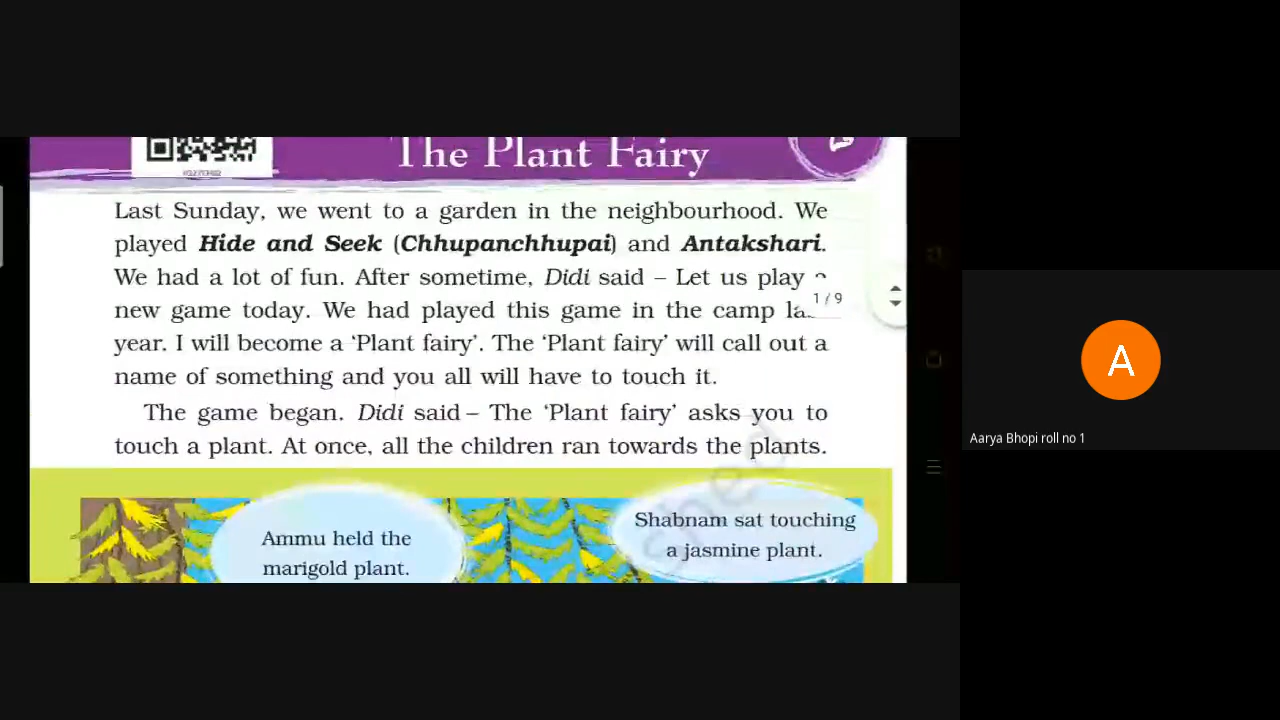 The Plant Fairy
Last Sunday, we went to a garden in the neighbourhood. We
played Hide and Seek (Chhupanchhupai) and Antakshari.
We had a lot of fun. After sometime, Didi said – Let us play
new game today. We had played this game in the camp
1 / 9
year. I will become a ‘Plant fairy’. The ‘Plant fairy’ will call out a
name of something and you all will have to touch it.
The game began. Didi said – The ‘Plant fairy’ asks you to
touch a plant. At once, all the children ran towards the plants.
Ammu held the
marigold plant.
Shabnam sat touching
a jasmine plant.
Aarya Bhopi roll no 1
A